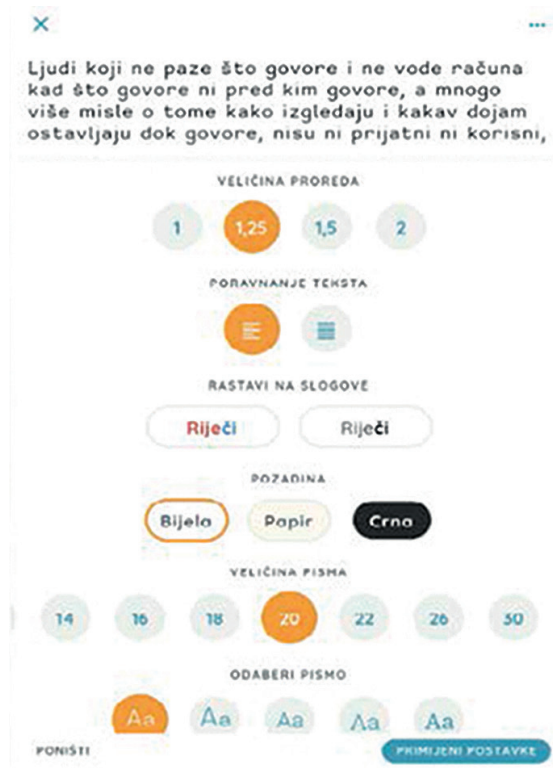 Ljudi koji ne paze što govore i ne vode računa
kad što govore ni pred kim govore, a mnogo
više misle o tome kako izgledaju i kakav dojam
ostavljaju dok govore, nisu ni prijatni ni korisni,
VELIČINA PROREDA
1 1,25 1,5 2
PORAVNANJE TEKSTA
RASTAVI NA SLOGOVE
Riječi Riječi
POZADINA
Bijela Papir Crna
VELIČINA PISMA
14 16 18 20 22 26 30
ODABERI PISMO
Aa Aa Aa Aa Aa
PONIŠTI PRIMIJENI POSTAVKE